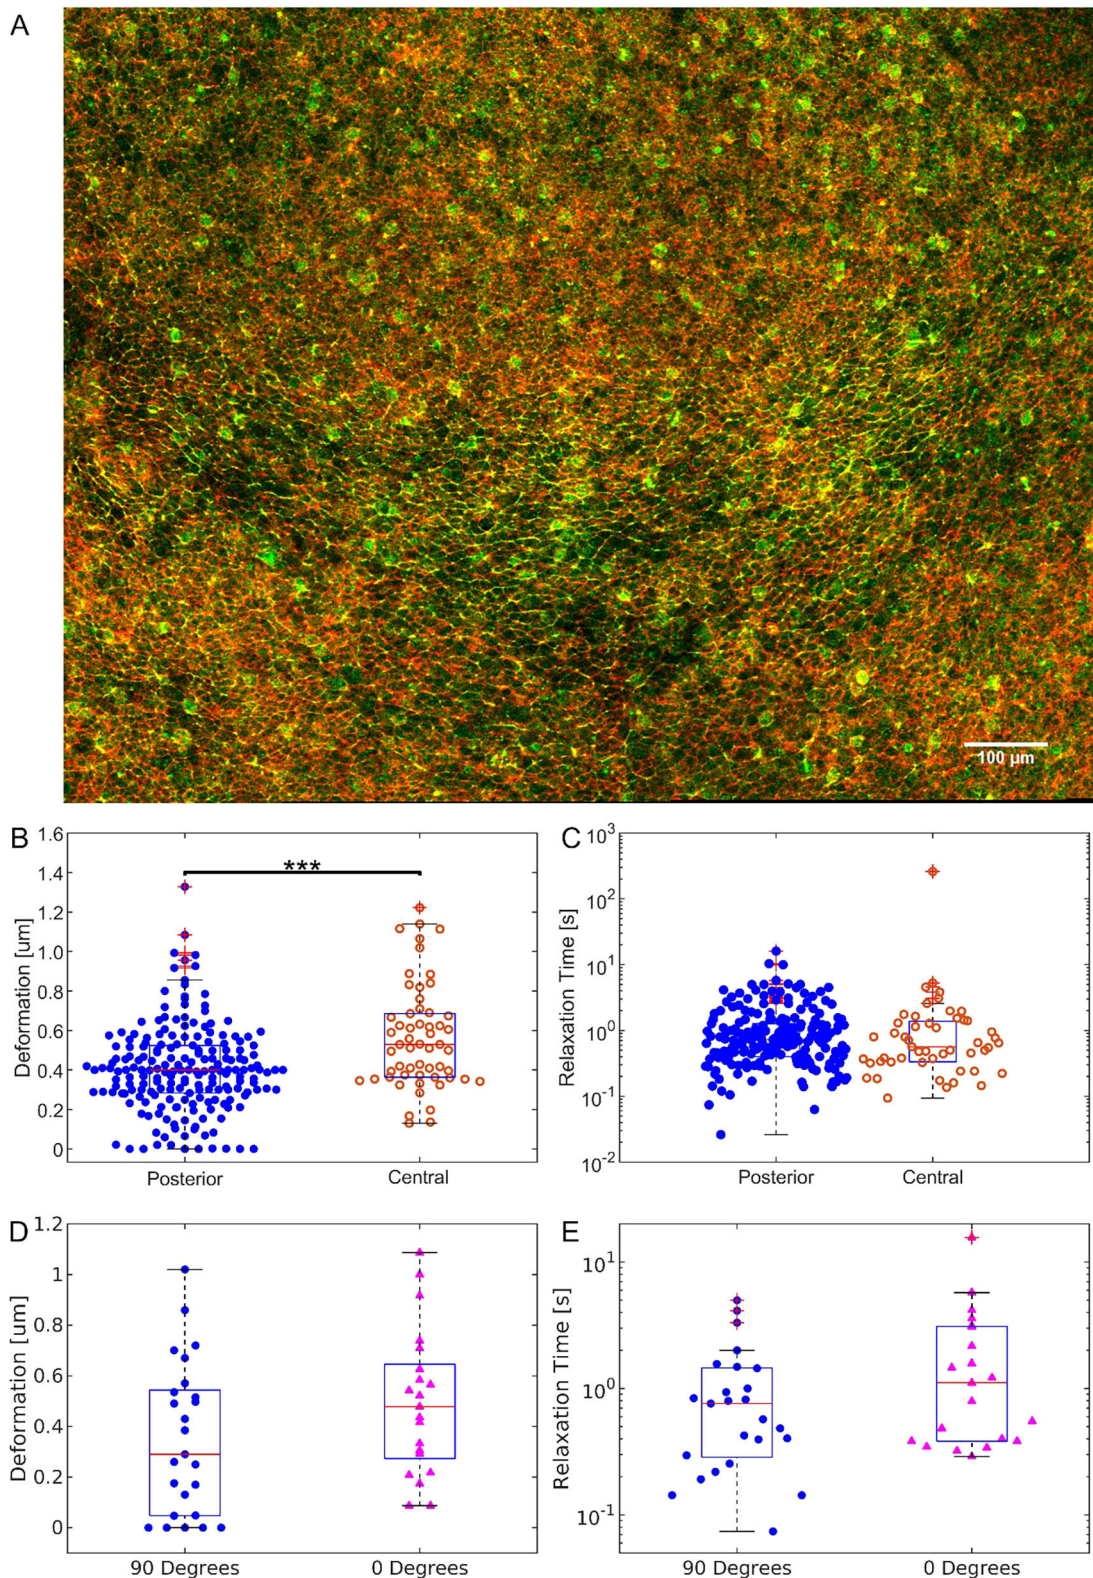 A
100 µm
B
Deformation [um]
1.6
1.4
1.2
1.0
0.8
0.6
0.4
0.2
0
***
Posterior
Central
C
Relaxation Time [s]
10^3
10^2
10^1
10^0
10^-1
10^-2
Posterior
Central
D
Deformation [um]
1.2
1
0.8
0.6
0.4
0.2
0
90 Degrees
0 Degrees
E
Relaxation Time [s]
10^1
10^0
10^-1
90 Degrees
0 Degrees